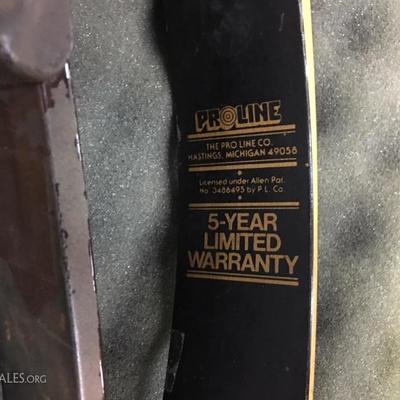 PROLINE
THE PRO LINE CO.
HASTINGS, MICHIGAN 49058
Licensed under Allen Pat.
No. 3486495 by P. L. Co.
5-YEAR
LIMITED
WARRANTY
ALES.ORG